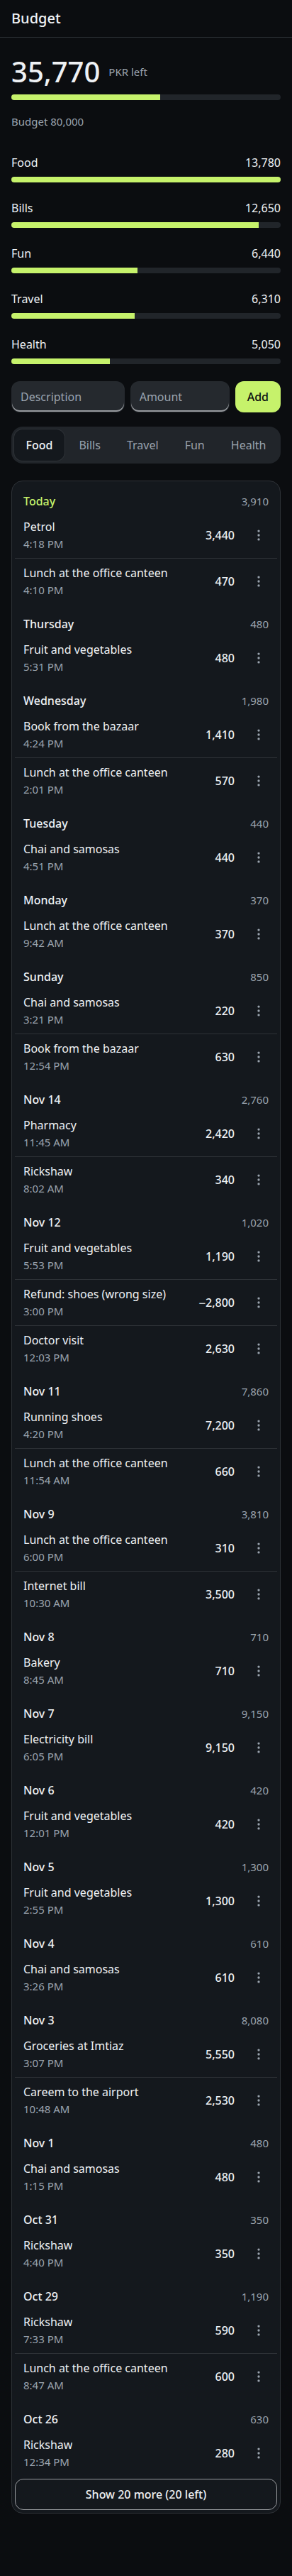 Budget
35,770 PKR left
Budget 80,000
Food 13,780
Bills 12,650
Fun 6,440
Travel 6,310
Health 5,050
Description Amount Add
Food Bills Travel Fun Health
Today 3,910
Petrol
4:18 PM
3,440
Lunch at the office canteen
4:10 PM
470
Thursday 480
Fruit and vegetables
5:31 PM
480
Wednesday 1,980
Book from the bazaar
4:24 PM
1,410
Lunch at the office canteen
2:01 PM
570
Tuesday 440
Chai and samosas
4:51 PM
440
Monday 370
Lunch at the office canteen
9:42 AM
370
Sunday 850
Chai and samosas
3:21 PM
220
Book from the bazaar
12:54 PM
630
Nov 14 2,760
Pharmacy
11:45 AM
2,420
Rickshaw
8:02 AM
340
Nov 12 1,020
Fruit and vegetables
5:53 PM
1,190
Refund: shoes (wrong size)
3:00 PM
−2,800
Doctor visit
12:03 PM
2,630
Nov 11 7,860
Running shoes
4:20 PM
7,200
Lunch at the office canteen
11:54 AM
660
Nov 9 3,810
Lunch at the office canteen
6:00 PM
310
Internet bill
10:30 AM
3,500
Nov 8 710
Bakery
8:45 AM
710
Nov 7 9,150
Electricity bill
6:05 PM
9,150
Nov 6 420
Fruit and vegetables
12:01 PM
420
Nov 5 1,300
Fruit and vegetables
2:55 PM
1,300
Nov 4 610
Chai and samosas
3:26 PM
610
Nov 3 8,080
Groceries at Imtiaz
3:07 PM
5,550
Careem to the airport
10:48 AM
2,530
Nov 1 480
Chai and samosas
1:15 PM
480
Oct 31 350
Rickshaw
4:40 PM
350
Oct 29 1,190
Rickshaw
7:33 PM
590
Lunch at the office canteen
8:47 AM
600
Oct 26 630
Rickshaw
12:34 PM
280
Show 20 more (20 left)